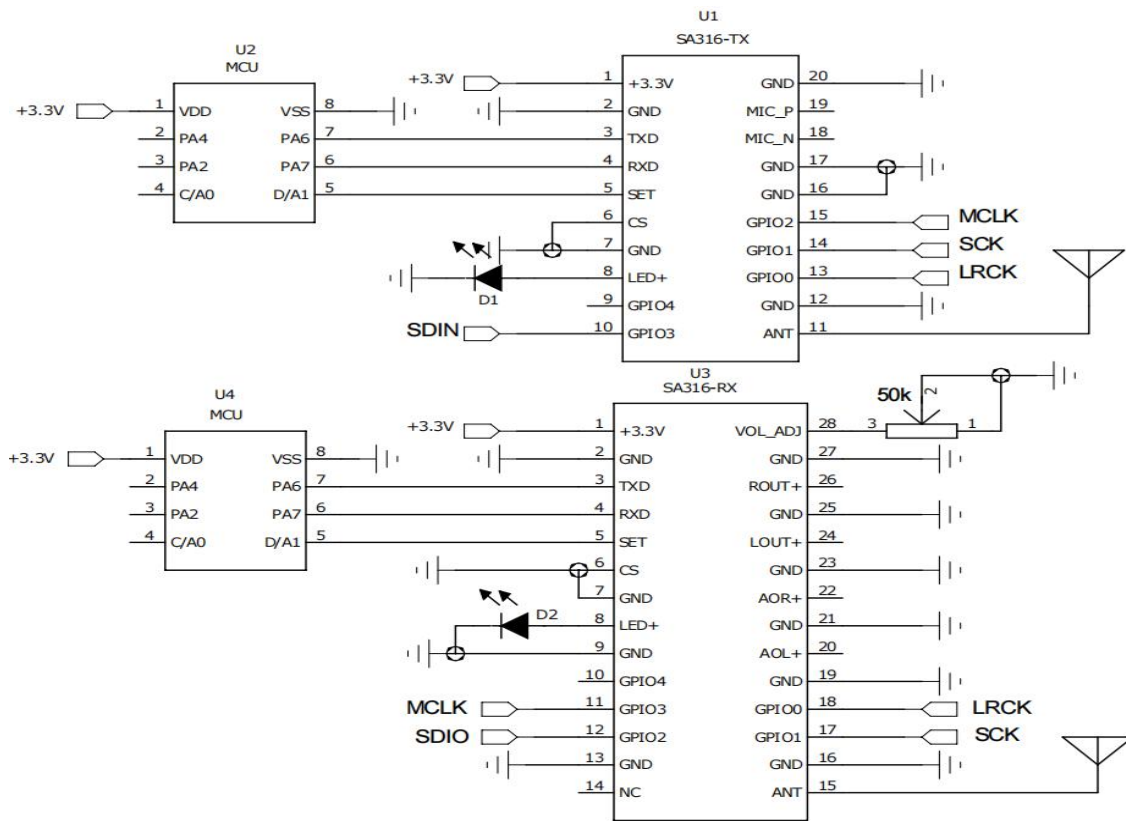 U1
SA316-TX
U2
MCU
+3.3V 1 VDD VSS 8
2 PA4 PA6 7
3 PA2 PA7 6
4 C/A0 D/A1 5
+3.3V 1 +3.3V GND 20
2 GND MIC_P 19
3 TXD MIC_N 18
4 RXD GND 17
5 SET GND 16
6 CS GPIO2 15 MCLK
7 GND GPIO1 14 SCK
D1 8 LED+ GPIO0 13 LRCK
9 GPIO4 GND 12
SDIN 10 GPIO3 ANT 11
U3
SA316-RX
U4
MCU
+3.3V 1 VDD VSS 8
2 PA4 PA6 7
3 PA2 PA7 6
4 C/A0 D/A1 5
50k 2
+3.3V 1 +3.3V VOL_ADJ 28 3 1
2 GND GND 27
3 TXD ROUT+ 26
4 RXD GND 25
5 SET LOUT+ 24
6 CS GND 23
7 GND AOR+ 22
D2 8 LED+ GND 21
9 GND AOL+ 20
10 GPIO4 GND 19
MCLK 11 GPIO3 GPIO0 18 LRCK
SDIO 12 GPIO2 GPIO1 17 SCK
13 GND GND 16
14 NC ANT 15